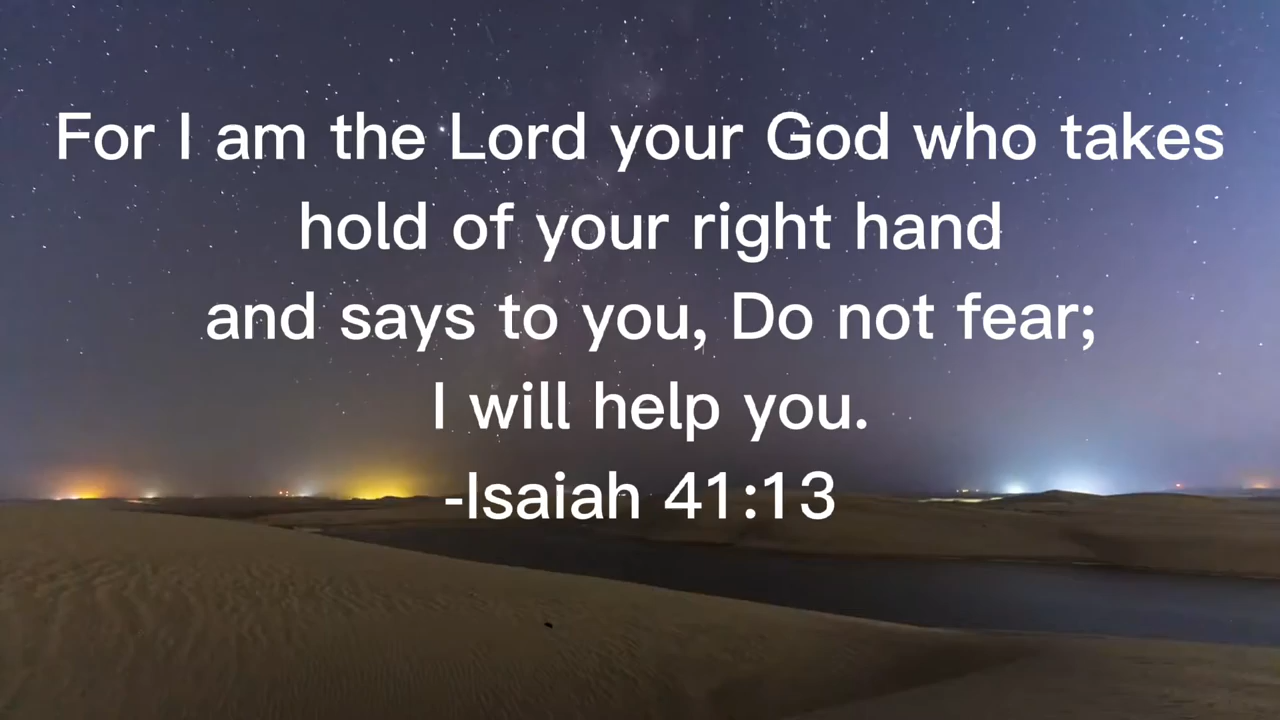 For I am the Lord your God who takes
hold of your right hand
and says to you, Do not fear;
I will help you.
-Isaiah 41:13